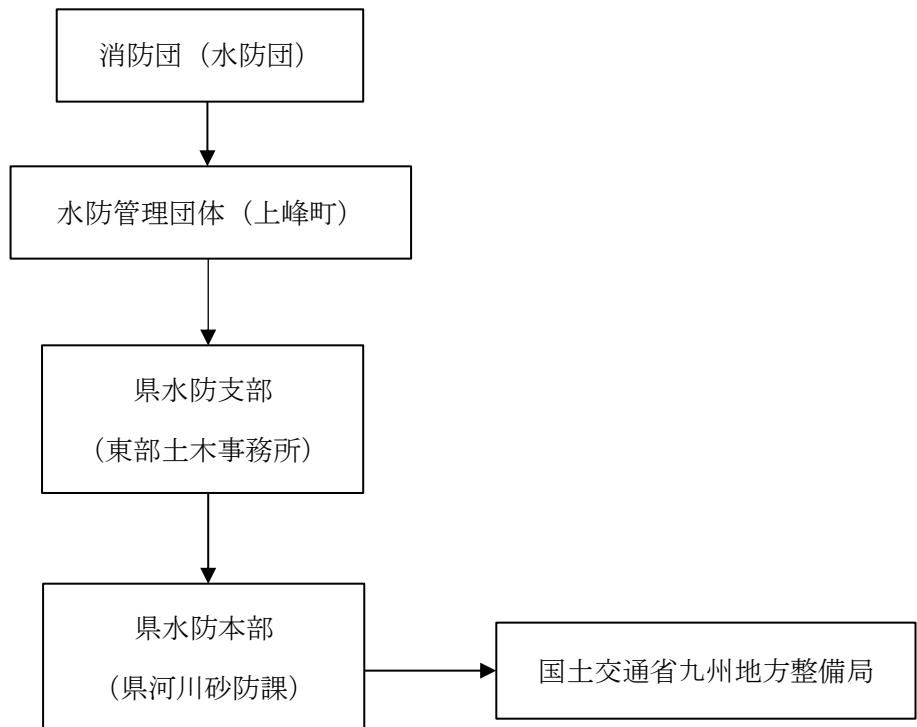 消防団（水防団）
水防管理団体（上峰町）
県水防支部
（東部土木事務所）
県水防本部
（県河川砂防課）
国土交通省九州地方整備局